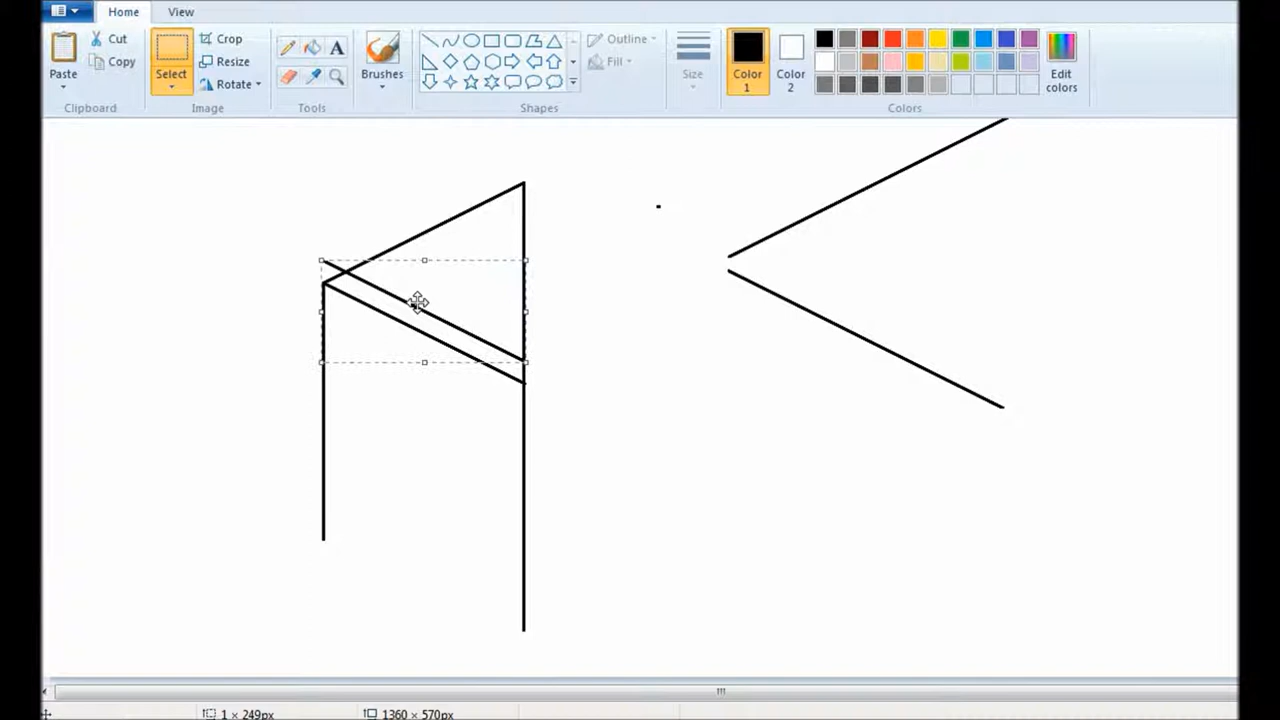 Home View
Paste
Cut
Copy
Clipboard
Select
Crop
Resize
Rotate
Image
A
Tools
Brushes
Outline
Fill
Shapes
Size
Color
1
Color
2
Edit
colors
Colors
1 × 249px 1360 × 570px